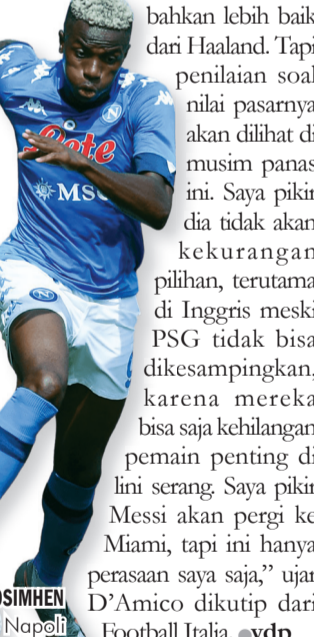 bahkan lebih baik
dari Haaland. Tapi
penilaian soal
nilai pasarnya
akan dilihat di
musim panas
ini. Saya pikir
dia tidak akan
kekurangan
pilihan, terutama
di Inggris meski
PSG tidak bisa
dikesampingkan,
karena mereka
bisa saja kehilangan
pemain penting di
lini serang. Saya pikir
Messi akan pergi ke
Miami, tapi ini hanya
perasaan saya saja,” ujar
D’Amico dikutip dari
Football Italia. ●vdp
Lete
MSC
N
N
OSIMHEN
Napoli